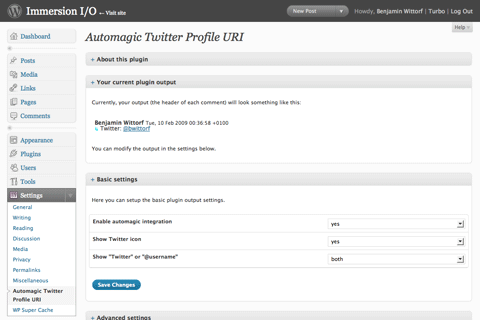 Immersion I/O ← Visit site
New Post
Howdy, Benjamin Wittorf | Turbo | Log Out
Help
Dashboard
Posts
Media
Links
Pages
Comments
Appearance
Plugins
Users
Tools
Settings
General
Writing
Reading
Discussion
Media
Privacy
Permalinks
Miscellaneous
Automagic Twitter
Profile URI
WP Super Cache
Automagic Twitter Profile URI
+ About this plugin
+ Your current plugin output
Currently, your output (the header of each comment) will look something like this:
Benjamin Wittorf Tue, 10 Feb 2009 00:36:58 +0100
Twitter: @bwittorf
You can modify the output in the settings below.
+ Basic settings
Here you can setup the basic plugin output settings.
Enable automagic integration yes
Show Twitter icon yes
Show "Twitter" or "@username" both
Save Changes
+ Advanced settings